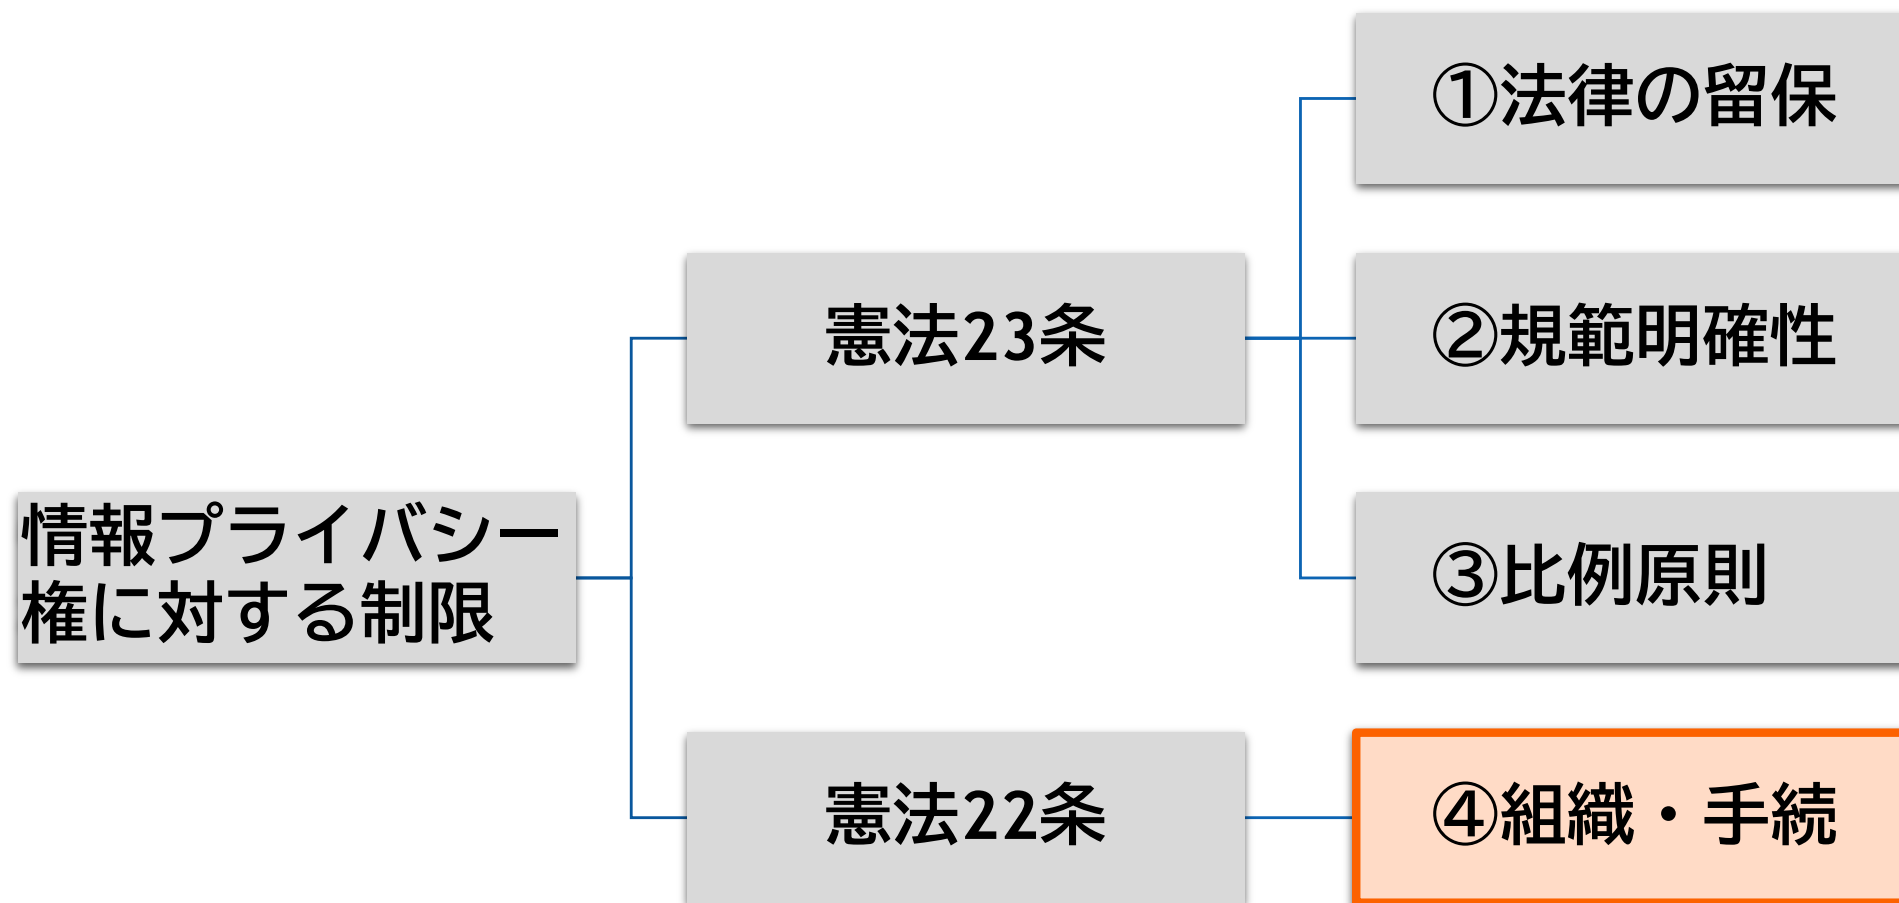 情報プライバシー
権に対する制限
憲法23条
①法律の留保
②規範明確性
③比例原則
憲法22条
④組織・手続